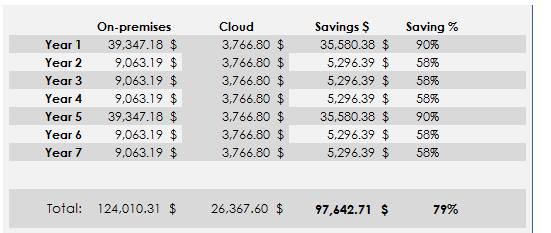 On-premises Cloud Savings $ Saving %
Year 1 39,347.18 $ 3,766.80 $ 35,580.38 $ 90%
Year 2 9,063.19 $ 3,766.80 $ 5,296.39 $ 58%
Year 3 9,063.19 $ 3,766.80 $ 5,296.39 $ 58%
Year 4 9,063.19 $ 3,766.80 $ 5,296.39 $ 58%
Year 5 39,347.18 $ 3,766.80 $ 35,580.38 $ 90%
Year 6 9,063.19 $ 3,766.80 $ 5,296.39 $ 58%
Year 7 9,063.19 $ 3,766.80 $ 5,296.39 $ 58%
Total: 124,010.31 $ 26,367.60 $ 97,642.71 $ 79%